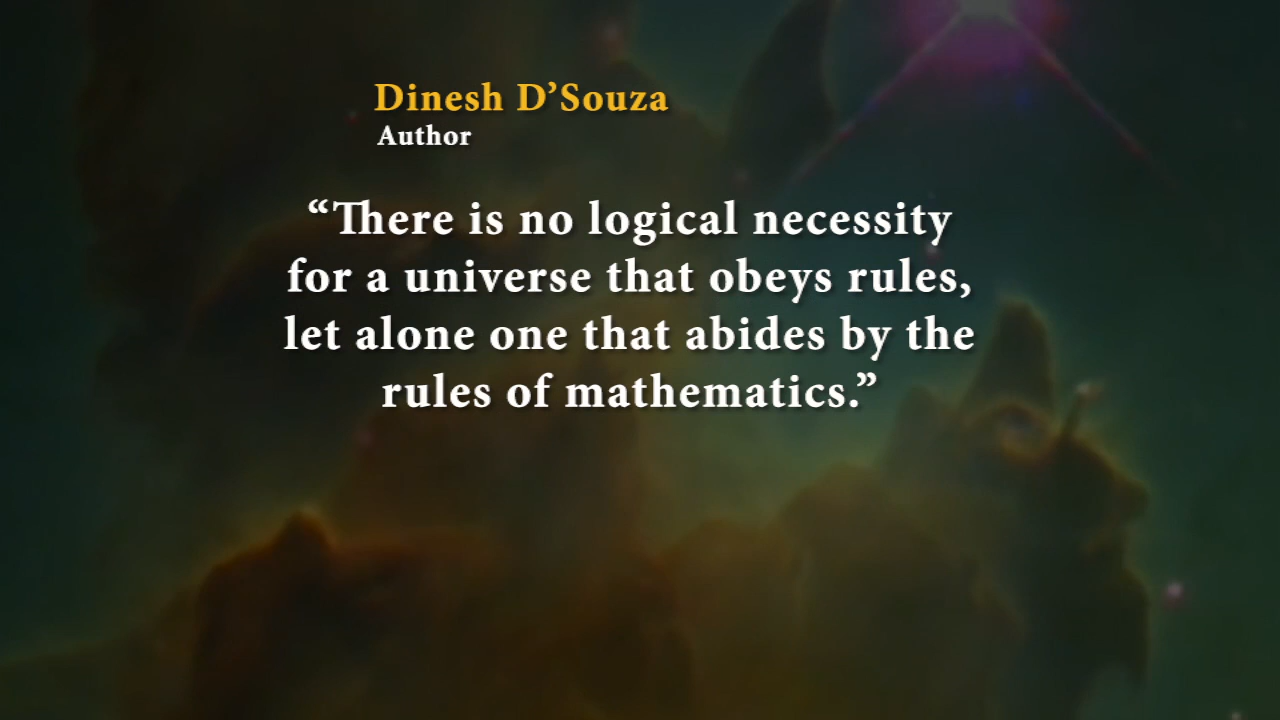 Dinesh D’Souza
Author
“There is no logical necessity
for a universe that obeys rules,
let alone one that abides by the
rules of mathematics.”